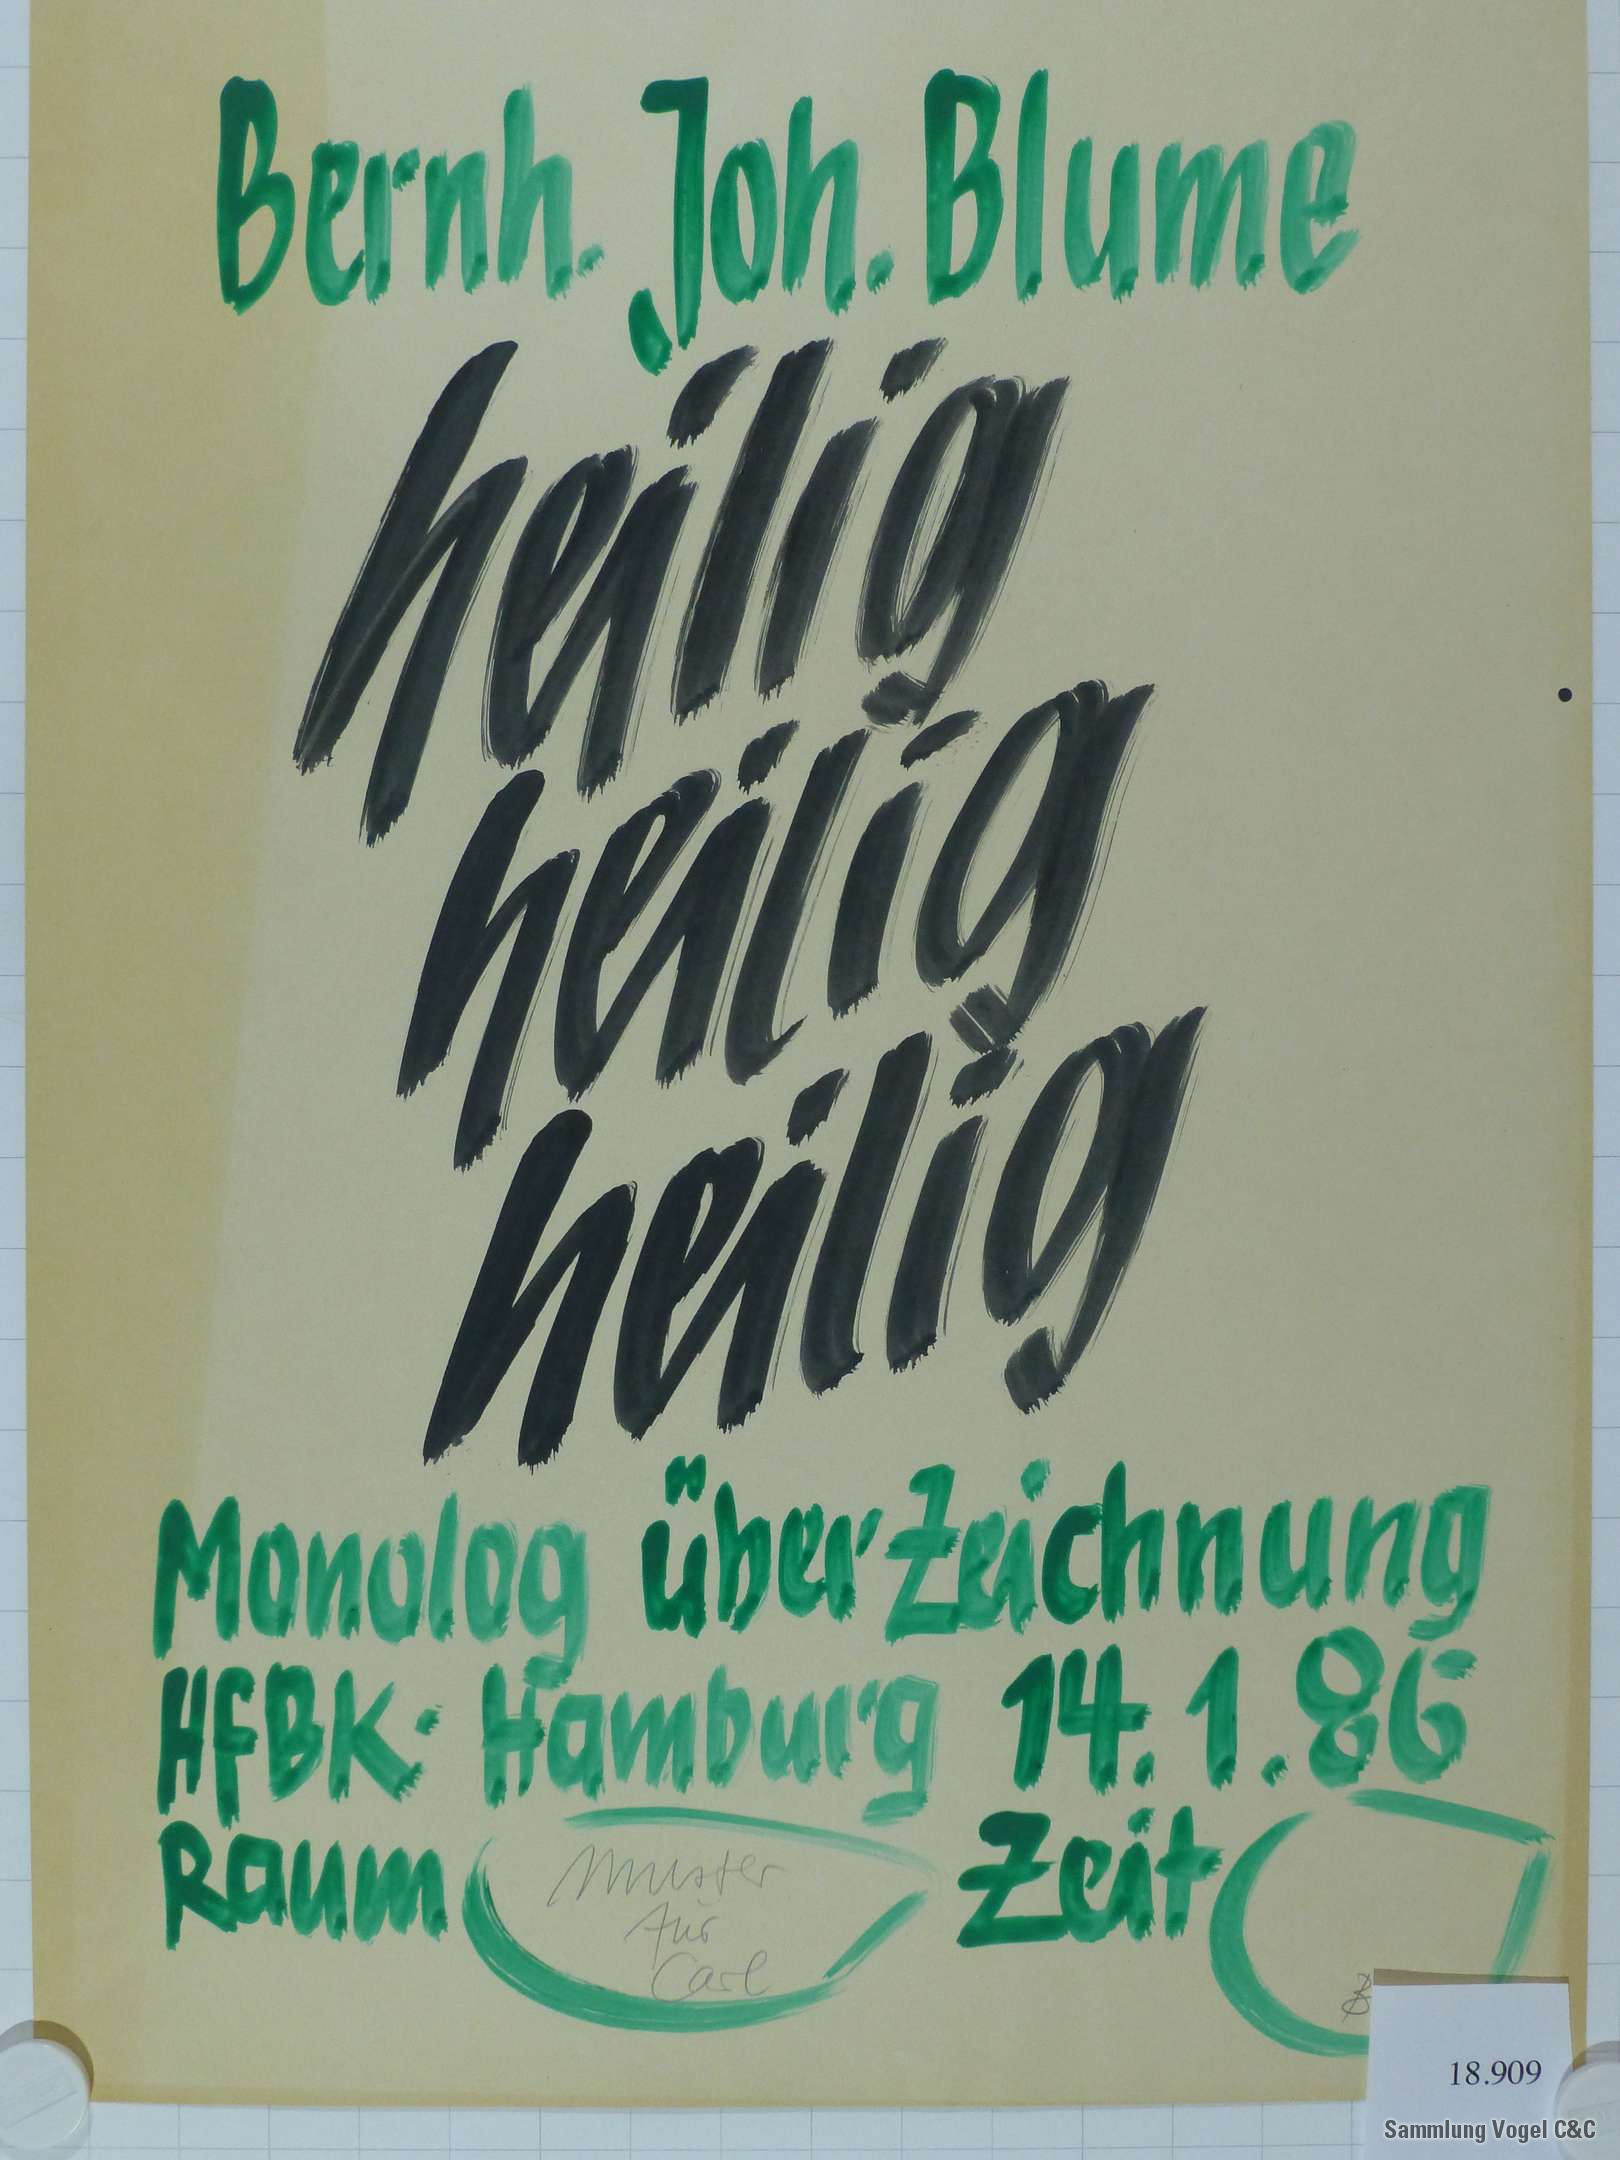 Bernh. Joh. Blume
heilig
heilig
heilig
Monolog über Zeichnung
HfBK. Hamburg 14.1.86
Raum Zeit
Muster
für
Carl
18.909
Sammlung Vogel C&C